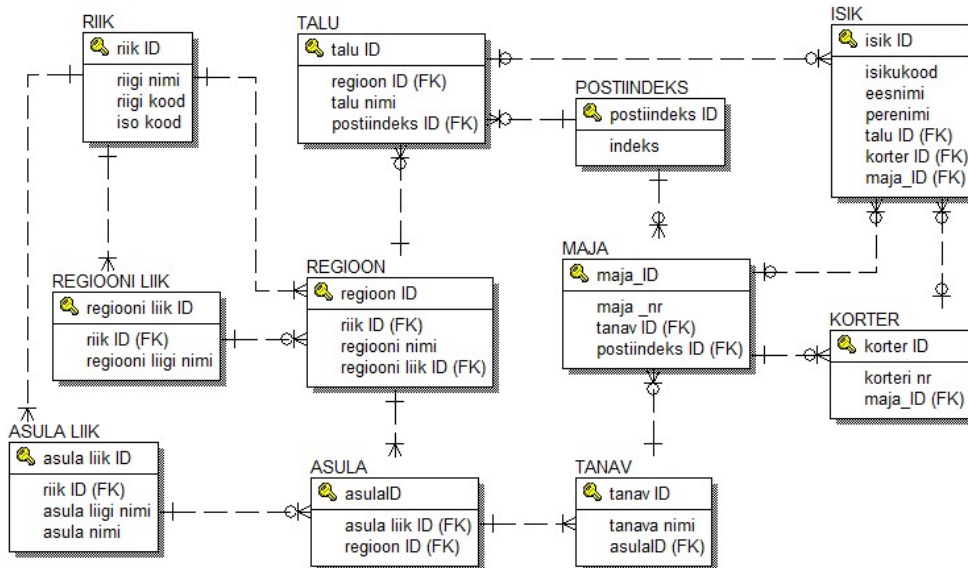 RIIK
riik ID
riigi nimi
riigi kood
iso kood
TALU
talu ID
regioon ID (FK)
talu nimi
postiindeks ID (FK)
POSTIINDEKS
postiindeks ID
indeks
ISIK
isik ID
isikukood
eesnimi
perenimi
talu ID (FK)
korter ID (FK)
maja_ID (FK)
REGIOONI LIIK
regiooni liik ID
riik ID (FK)
regiooni liigi nimi
REGIOON
regioon ID
riik ID (FK)
regiooni nimi
regiooni liik ID (FK)
MAJA
maja_ID
maja _nr
tanav ID (FK)
postiindeks ID (FK)
KORTER
korter ID
korteri nr
maja_ID (FK)
ASULA LIIK
asula liik ID
riik ID (FK)
asula liigi nimi
asula nimi
ASULA
asulaID
asula liik ID (FK)
regioon ID (FK)
TANAV
tanav ID
tanava nimi
asulaID (FK)